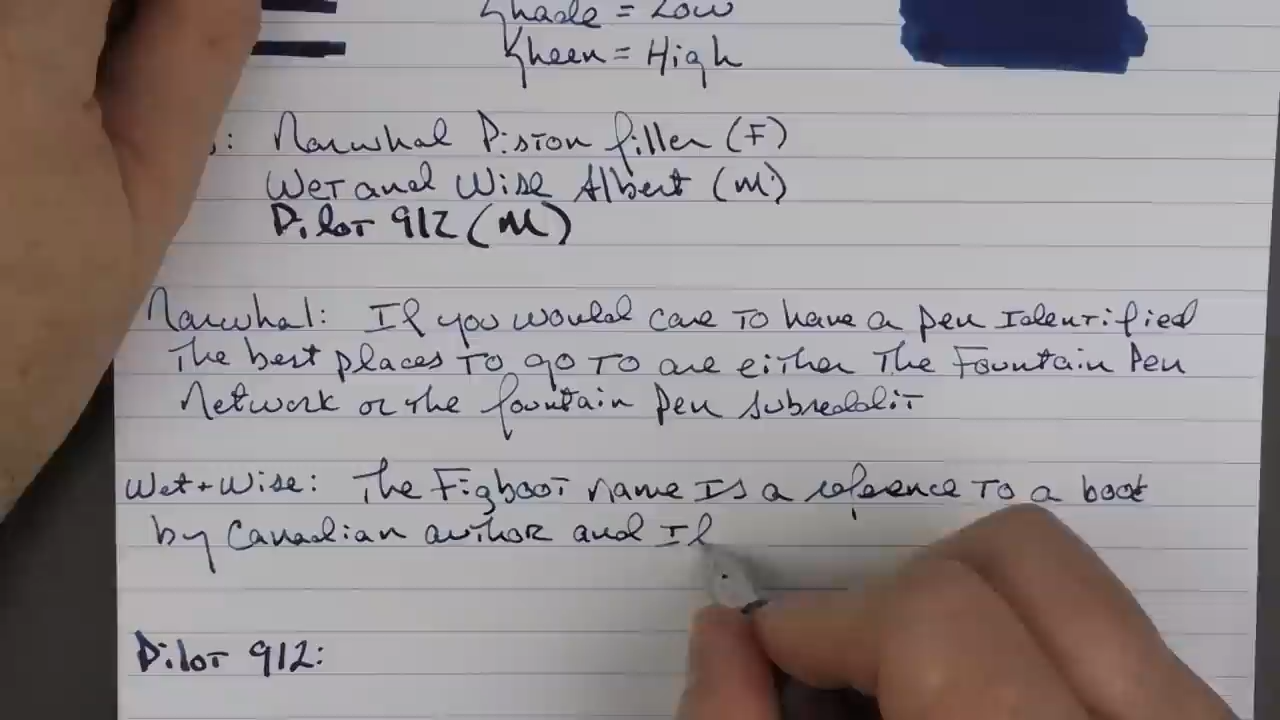 Shade = Low
Sheen = High
s: Narwhal Piston filler (F)
Wet and Wise Albert (M)
Pilot 912 (M)
Narwhal: If you would care to have a pen Identified
The best places to go to are either the Fountain Pen
Network or the fountain Pen subreddit
Wet + Wise: The Figboot name Is a reference to a book
by Canadian author and If
Pilot 912: